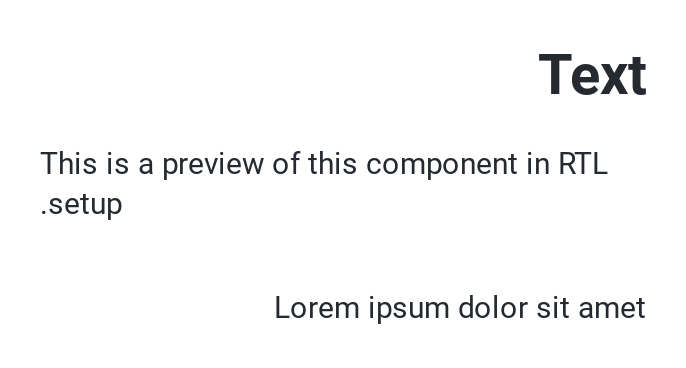 Text
This is a preview of this component in RTL
.setup
Lorem ipsum dolor sit amet